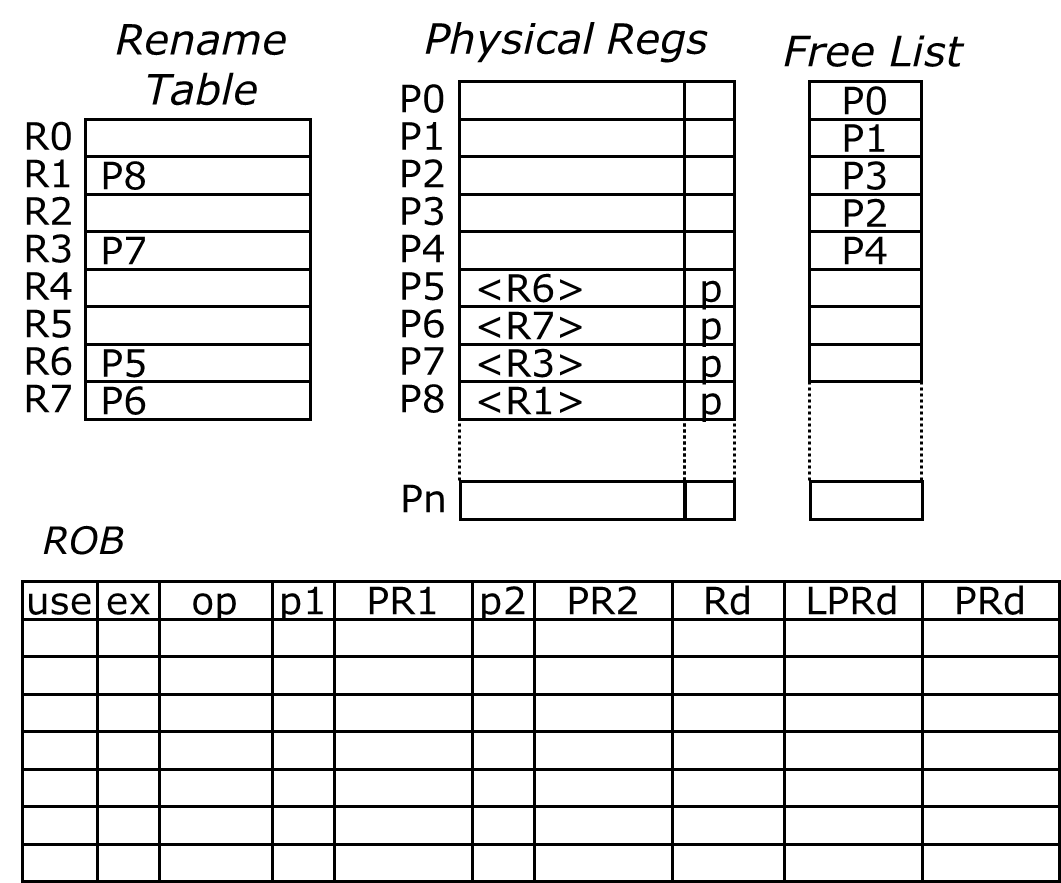 Rename Table
R0
R1 P8
R2
R3 P7
R4
R5
R6 P5
R7 P6
Physical Regs
P0
P1
P2
P3
P4
P5 <R6> p
P6 <R7> p
P7 <R3> p
P8 <R1> p
Pn
Free List
P0
P1
P3
P2
P4
ROB
use ex op p1 PR1 p2 PR2 Rd LPRd PRd